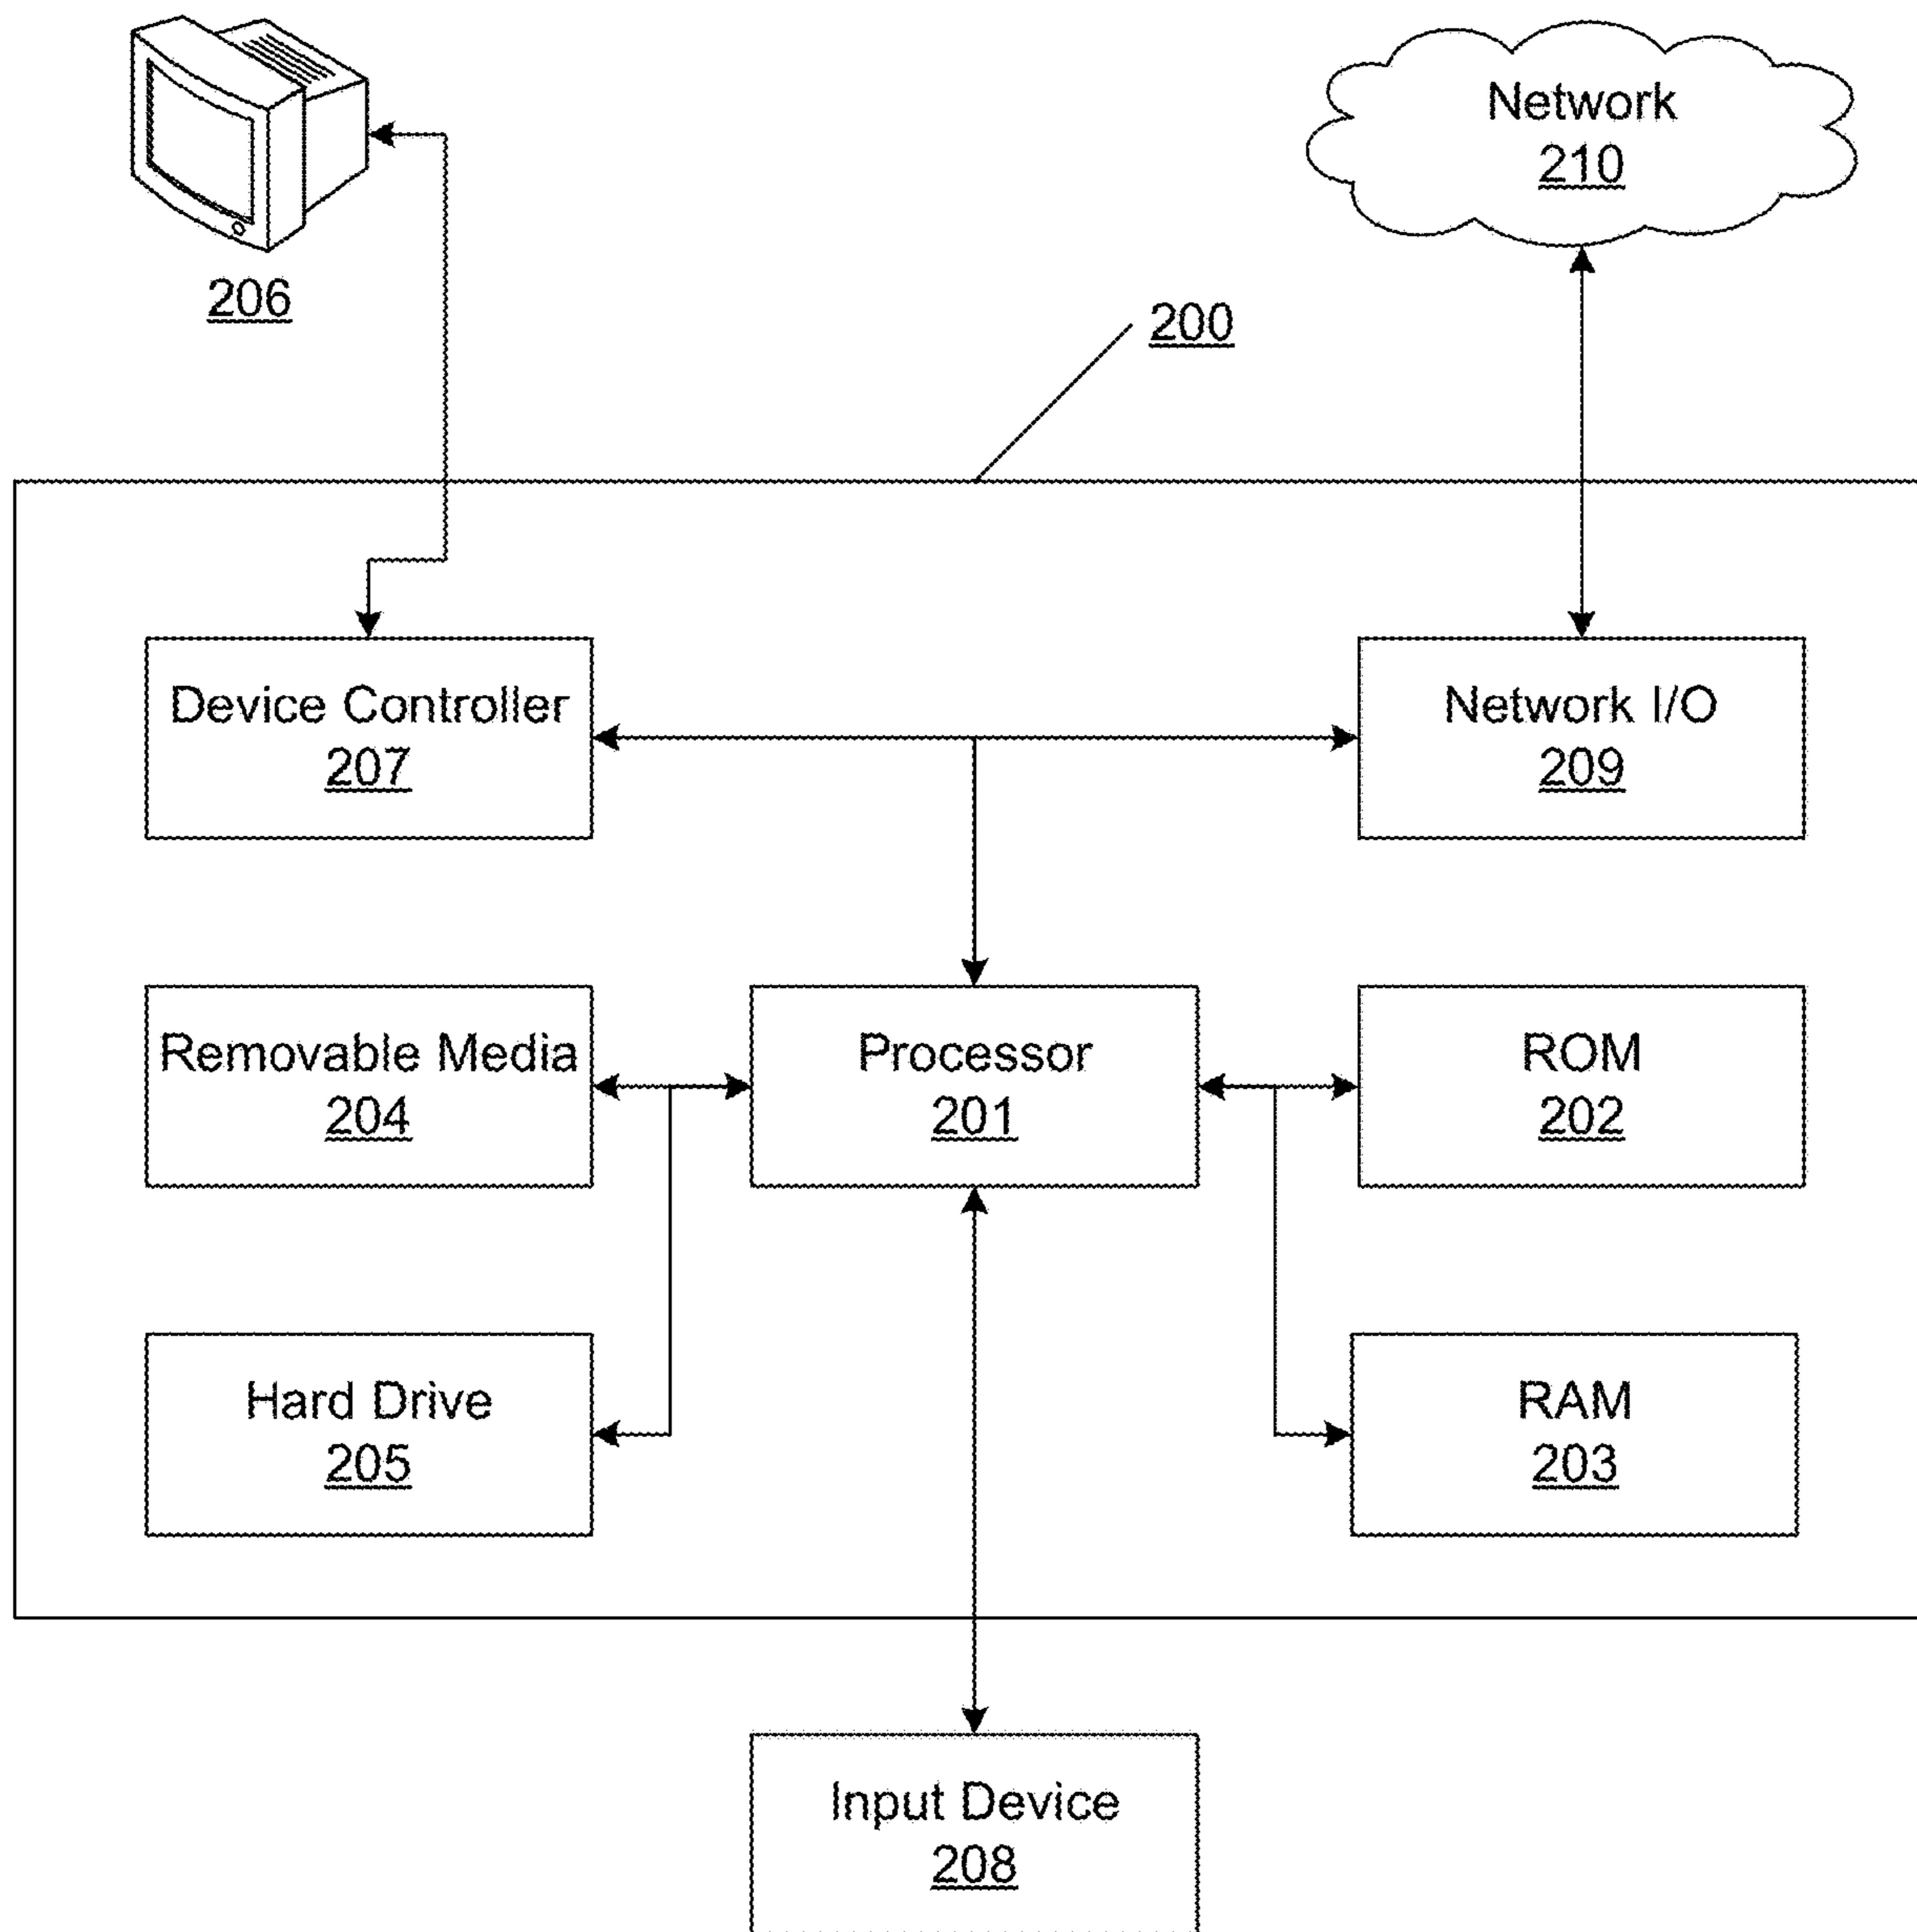 Network
210
206
200
Device Controller
207
Network I/O
209
Removable Media
204
Processor
201
ROM
202
Hard Drive
205
RAM
203
Input Device
208